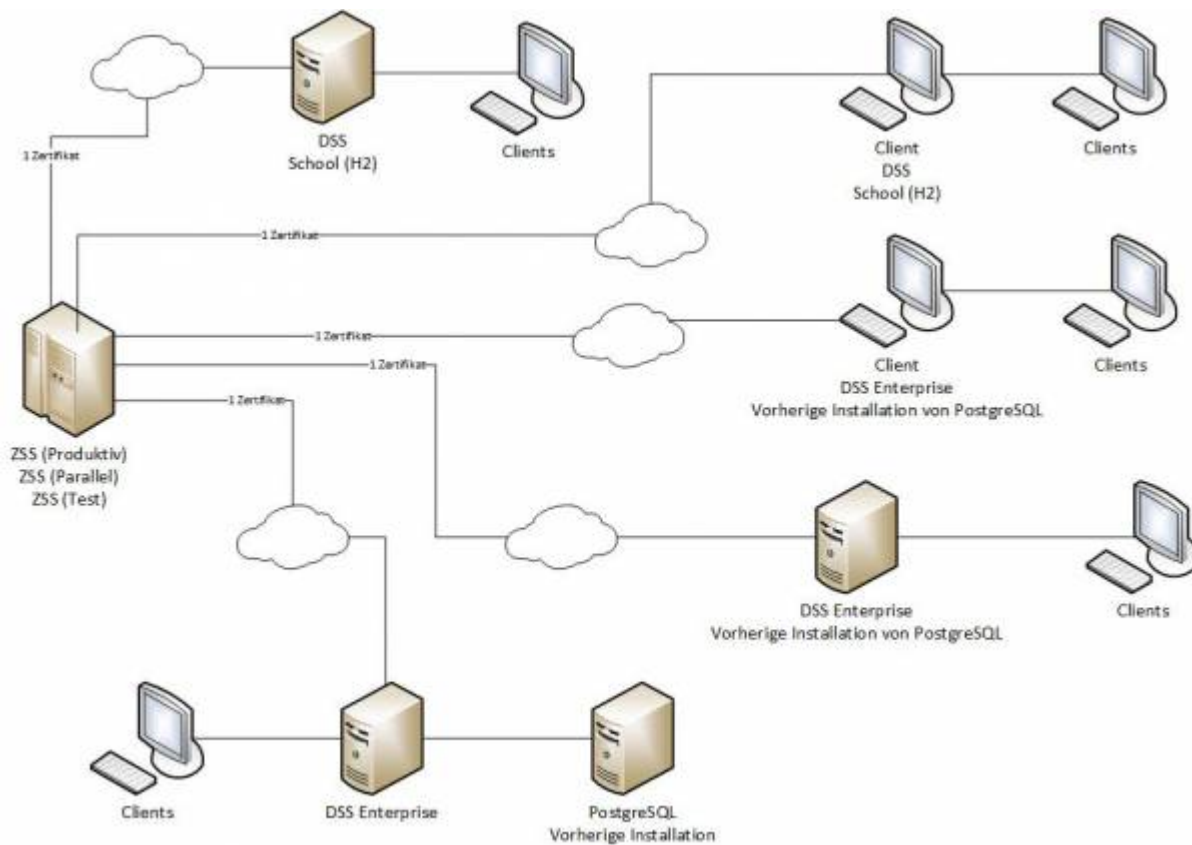 DSS
School (H2)
Clients
Client
DSS
School (H2)
Clients
1 Zertifikat
1 Zertifikat
1 Zertifikat
Client
DSS Enterprise
Vorherige Installation von PostgreSQL
Clients
1 Zertifikat
1 Zertifikat
ZSS (Produktiv)
ZSS (Parallel)
ZSS (Test)
DSS Enterprise
Vorherige Installation von PostgreSQL
Clients
Clients
DSS Enterprise
PostgreSQL
Vorherige Installation